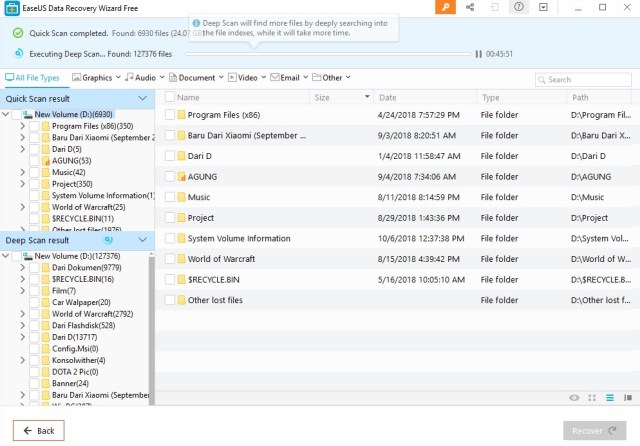 EaseUS Data Recovery Wizard Free
Deep Scan will find more files by deeply searching into
the file indexes, while it will take more time.
Quick Scan completed. Found: 6930 files (24.07 GB)
Executing Deep Scan... Found: 127376 files
00:45:51
All File Types Graphics Audio Document Video Email Other
Search
Quick Scan result
New Volume (D:)(6930)
Program Files (x86)(350)
Baru Dari Xiaomi (September 2
Dari D(5)
AGUNG(53)
Music(42)
Project(350)
System Volume Information(1)
World of Warcraft(25)
$RECYCLE.BIN(11)
Other lost files(1976)
Deep Scan result
New Volume (D:)(127376)
Dari Dokumen(9779)
$RECYCLE.BIN(16)
Film(7)
Car Walpaper(20)
World of Warcraft(2792)
Dari Flashdisk(528)
Dari D(13717)
Config.Msi(0)
Konsolwither(4)
DOTA 2 Pic(0)
Banner(24)
Baru Dari Xiaomi (September
Name Size Date Type Path
Program Files (x86) 4/24/2018 7:57:29 PM File folder D:\Program F...
Baru Dari Xiaomi (September ... 9/3/2018 8:20:51 AM File folder D:\Baru Dari X...
Dari D 1/4/2018 11:58:47 AM File folder D:\Dari D
AGUNG 9/4/2018 7:34:06 AM File folder D:\AGUNG
Music 8/11/2018 8:14:59 PM File folder D:\Music
Project 8/29/2018 1:43:36 PM File folder D:\Project
System Volume Information 10/6/2018 12:37:38 PM File folder D:\System Vo...
World of Warcraft 8/15/2018 4:39:42 PM File folder D:\World of W...
$RECYCLE.BIN 5/16/2018 10:05:10 AM File folder D:\$RECYCLE.B...
Other lost files File folder D:\Other lost f...
Back
Recover